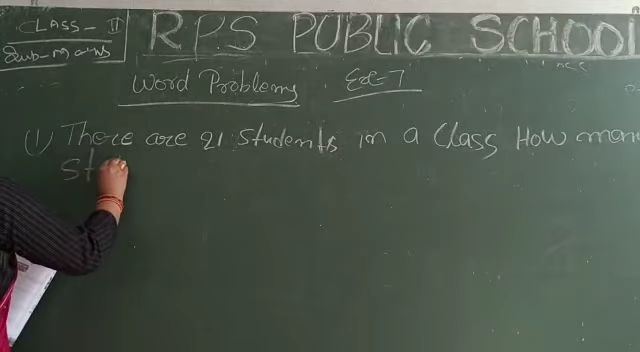 CLASS - II
Sub - Maths
RPS PUBLIC SCHOOL
Word Problems
Ex-7
(1) There are 21 students in a Class How many
st